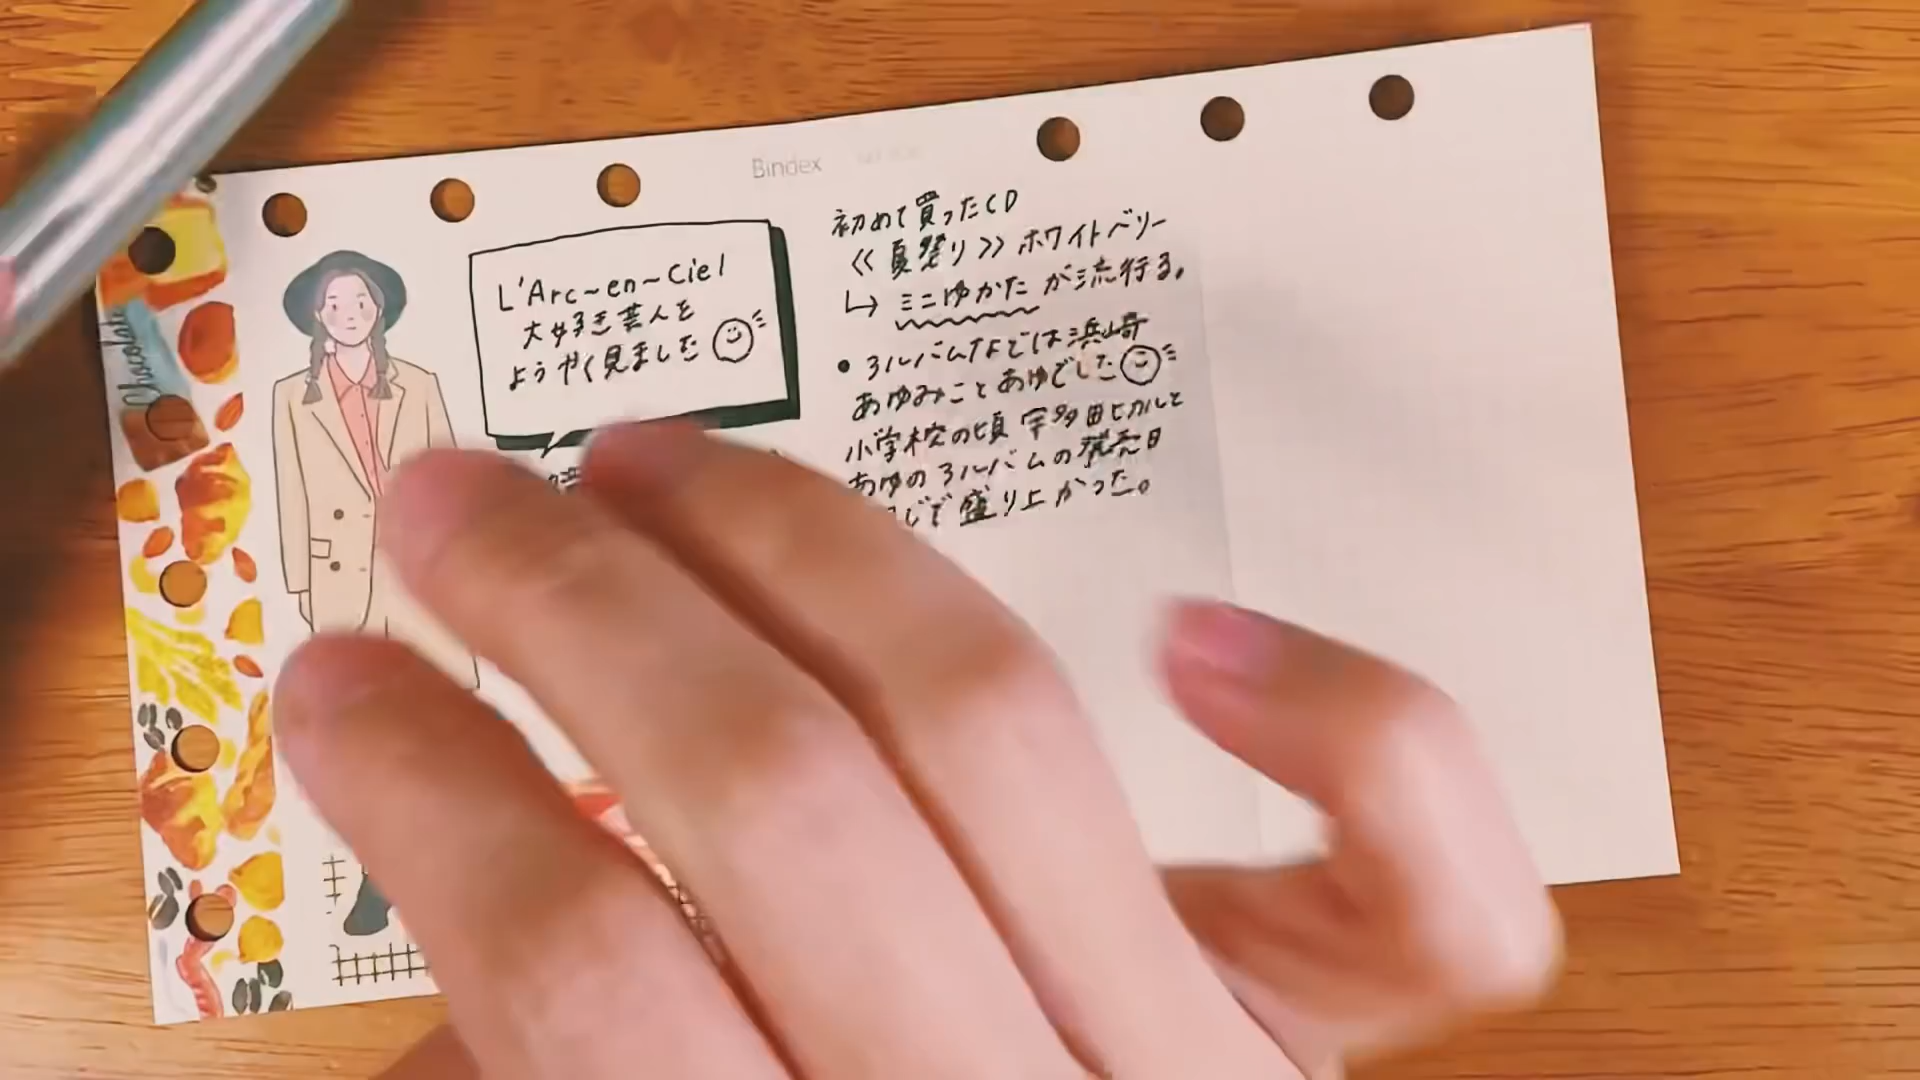 Bindex
L'Arc~en~Ciel
大好き芸人を
ようやく見ました
初めて買ったCD
≪夏祭り≫ ホワイトベリー
↳ ミニゆかたが流行る。
• アルバムなどでは浜崎
あゆみことあゆでした
小学校の頃 宇多田ヒカルと
あゆのアルバムの発売日
じで盛り上がった。
Chocolate